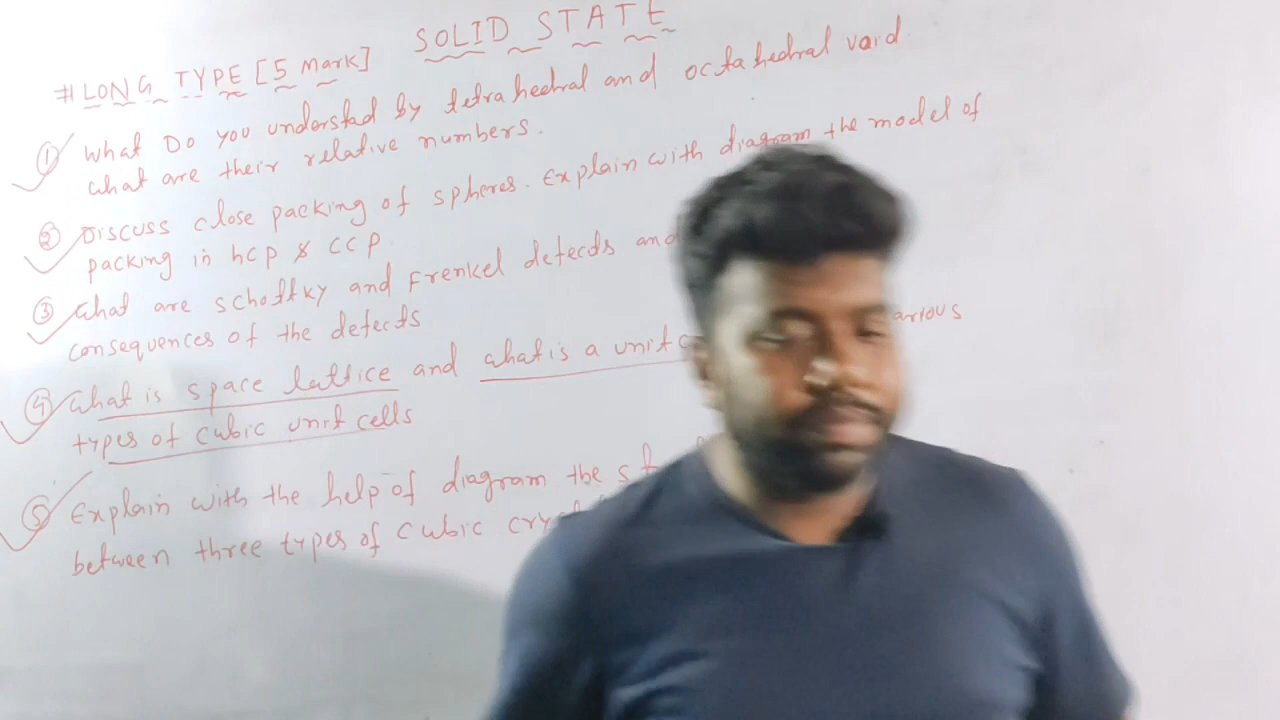 SOLID STATE
# LONG TYPE [5 Mark]
① What Do you understad by tetrahedral and octahedral void.
what are their relative numbers.
② Discuss close packing of spheres. Explain with diagram the model of
packing in hcp & CCP.
③ What are schottky and Frenkel defects and
consequences of the defects
④ What is space lattice and what is a unit
types of cubic unit cells
⑤ Explain with the help of diagram the
between three types of cubic